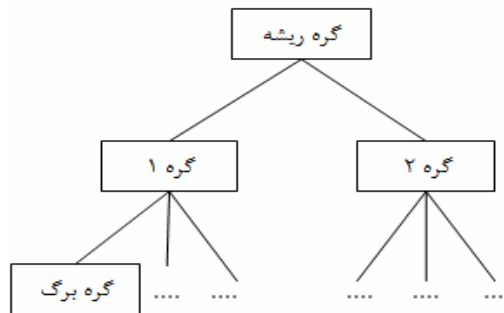 گره ریشه
گره ۱
گره ۲
گره برگ
.... .... .... .... ....